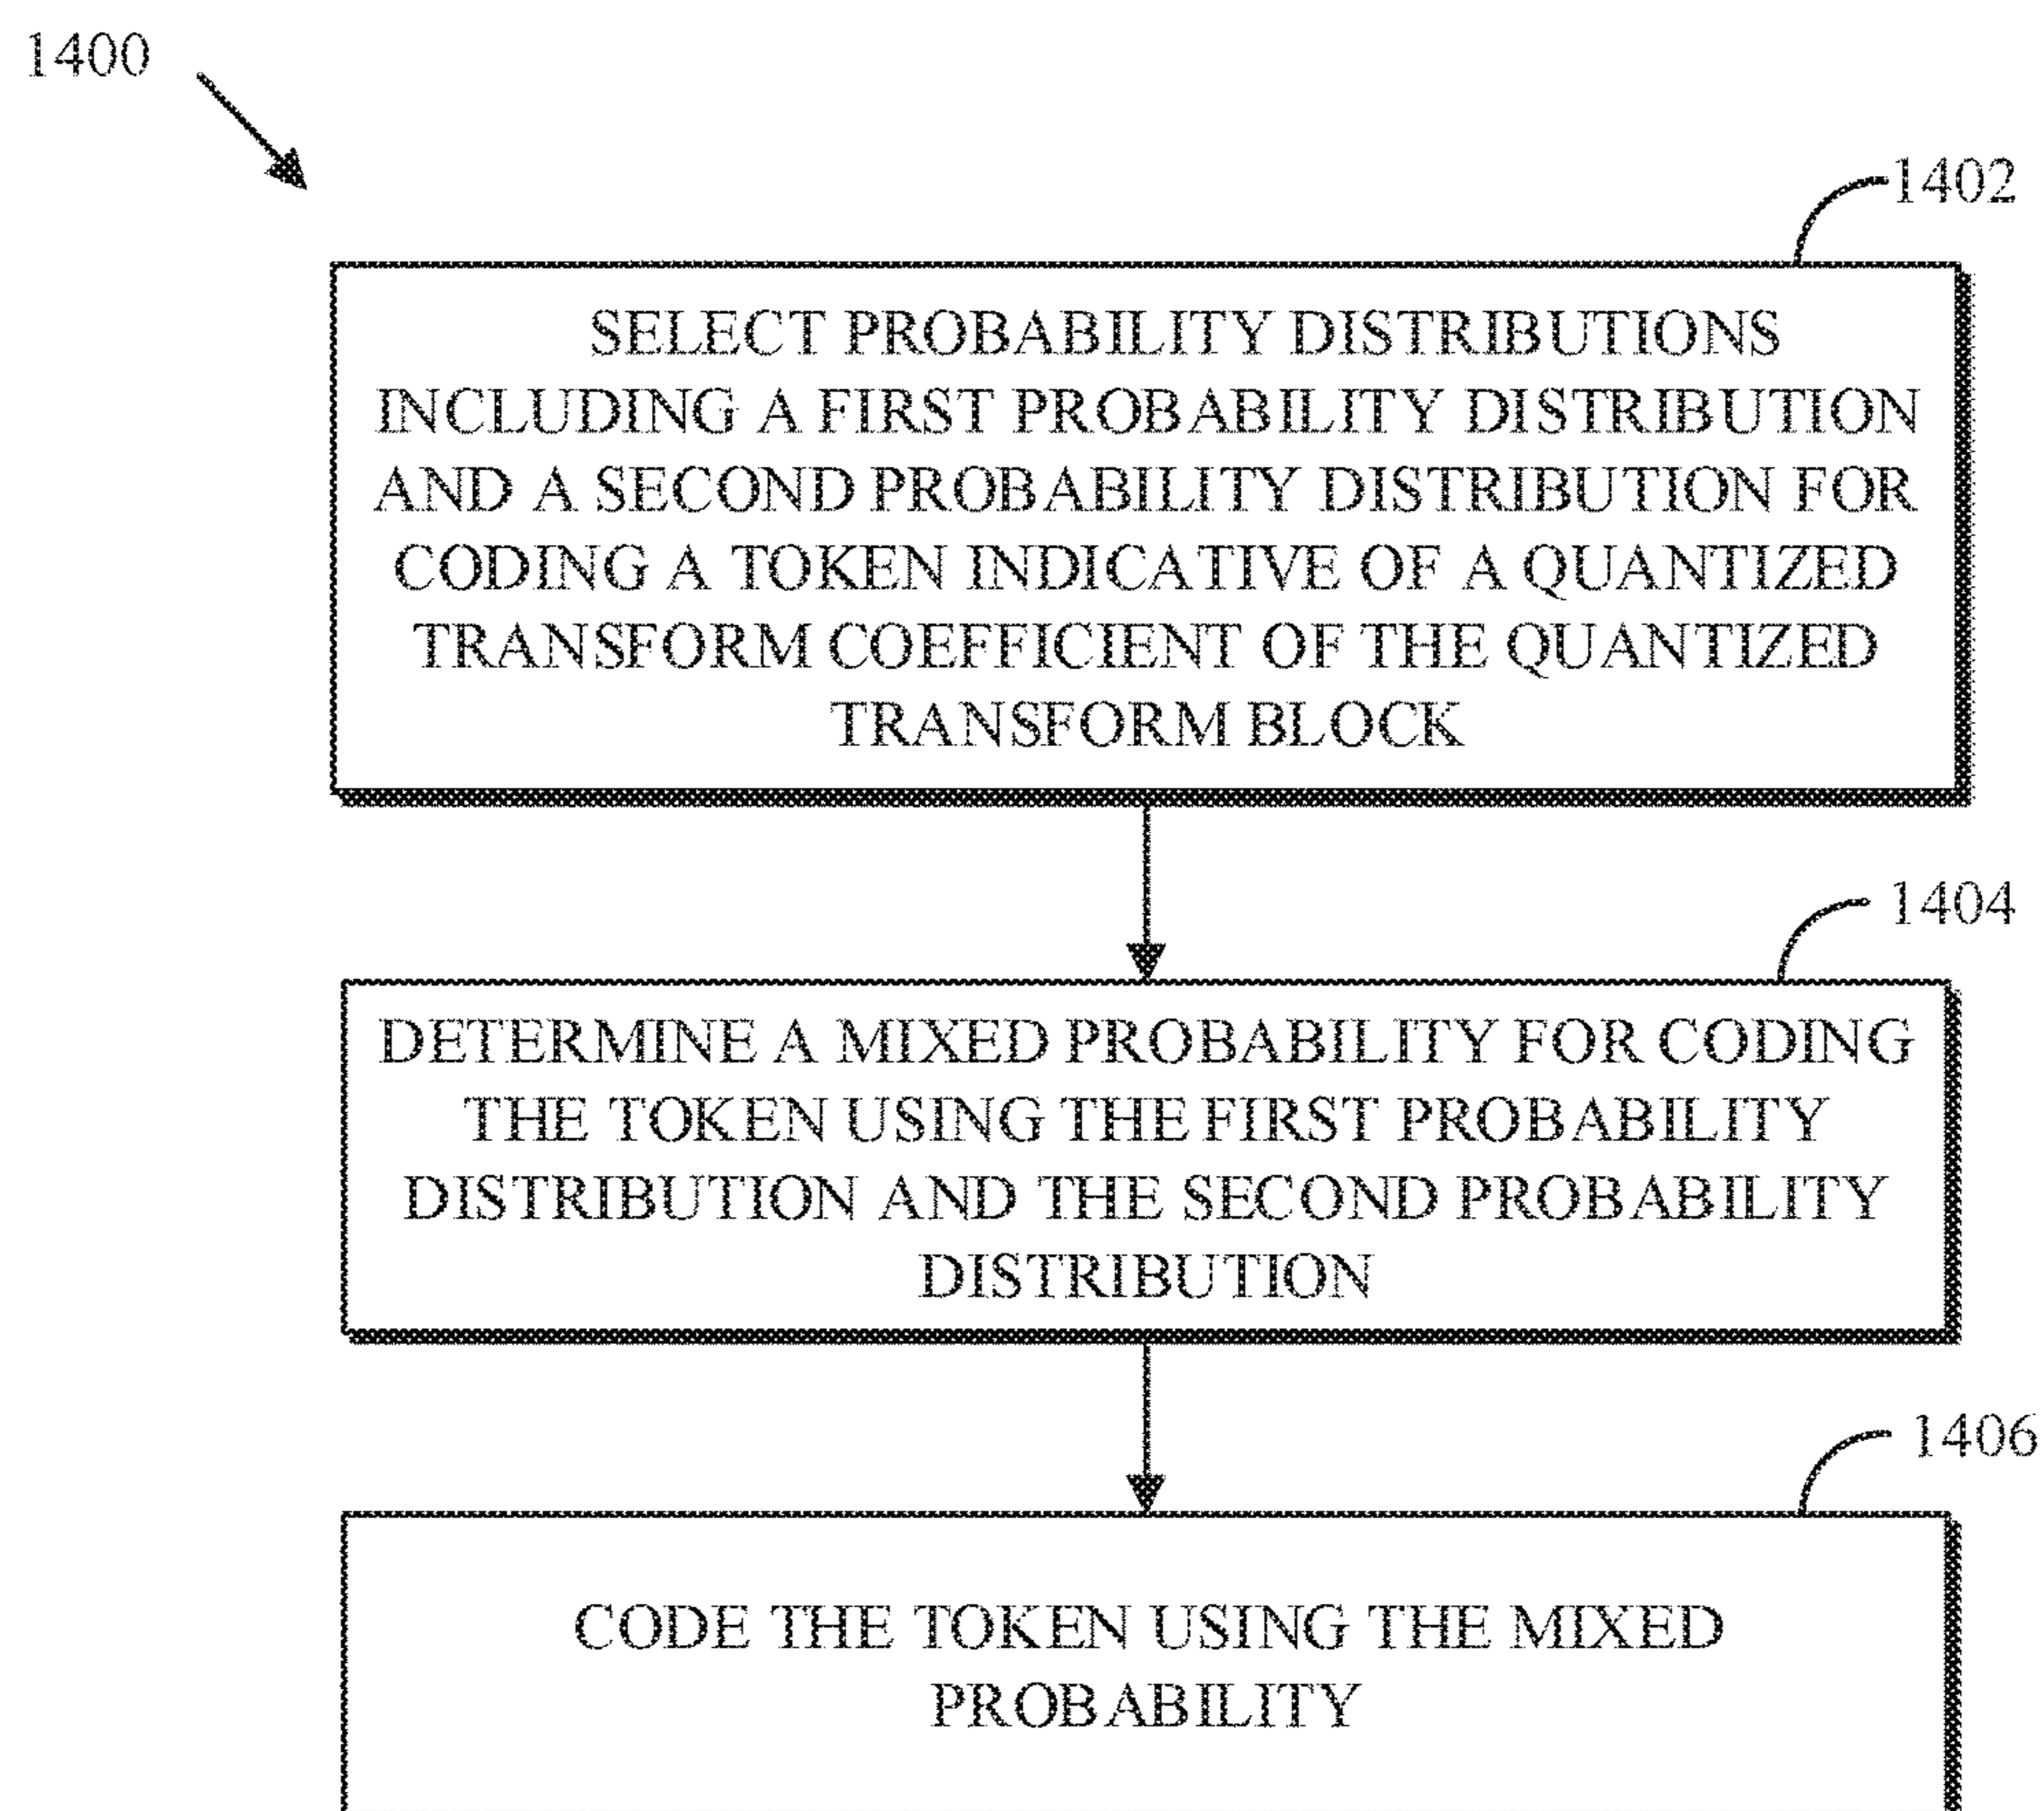 1400
1402
SELECT PROBABILITY DISTRIBUTIONS
INCLUDING A FIRST PROBABILITY DISTRIBUTION
AND A SECOND PROBABILITY DISTRIBUTION FOR
CODING A TOKEN INDICATIVE OF A QUANTIZED
TRANSFORM COEFFICIENT OF THE QUANTIZED
TRANSFORM BLOCK
1404
DETERMINE A MIXED PROBABILITY FOR CODING
THE TOKEN USING THE FIRST PROBABILITY
DISTRIBUTION AND THE SECOND PROBABILITY
DISTRIBUTION
1406
CODE THE TOKEN USING THE MIXED
PROBABILITY